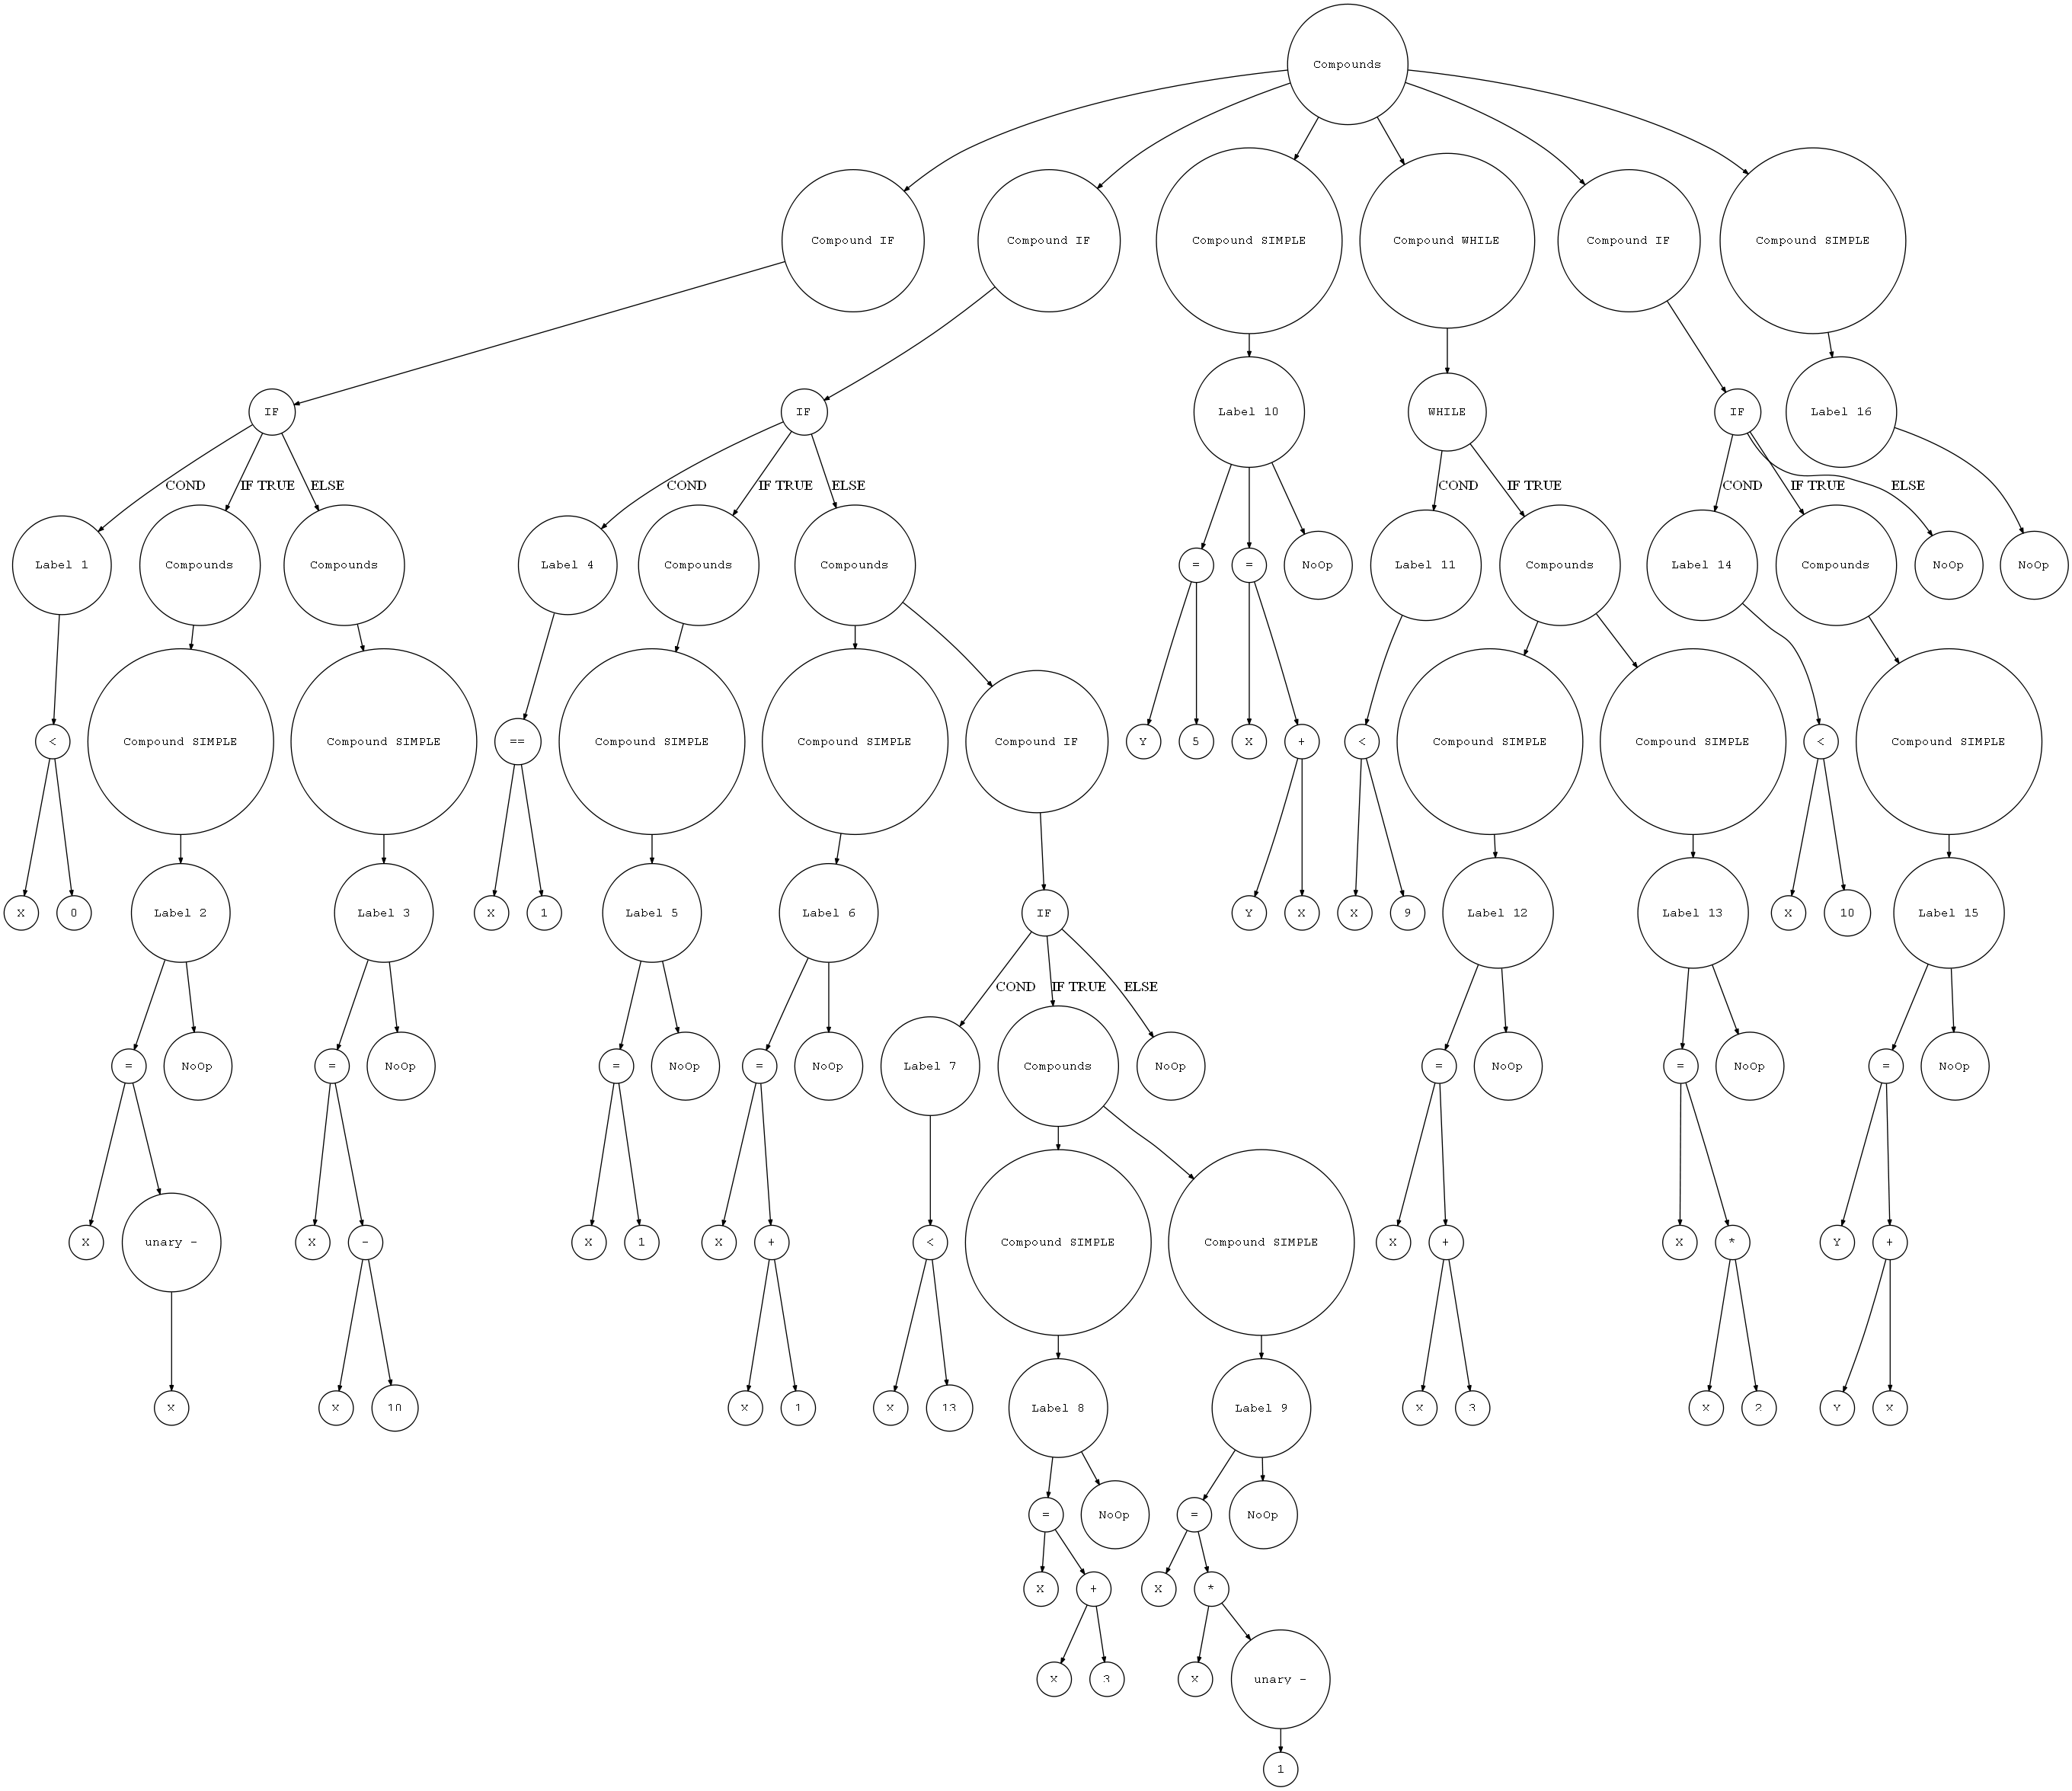 Compounds
Compound IF
Compound IF
Compound SIMPLE
Compound WHILE
Compound IF
Compound SIMPLE
IF
IF
Label 10
WHILE
IF
Label 16
COND
IF TRUE
ELSE
COND
IF TRUE
ELSE
COND
IF TRUE
COND
IF TRUE
ELSE
Label 1
Compounds
Compounds
Label 4
Compounds
Compounds
=
=
NoOp
Label 11
Compounds
Label 14
Compounds
NoOp
NoOp
<
Compound SIMPLE
Compound SIMPLE
==
Compound SIMPLE
Compound SIMPLE
Compound IF
Y
5
X
+
<
Compound SIMPLE
Compound SIMPLE
<
Compound SIMPLE
X
0
Label 2
Label 3
X
1
Label 5
Label 6
IF
Y
X
X
9
Label 12
Label 13
X
10
Label 15
COND
IF TRUE
ELSE
=
NoOp
=
NoOp
=
NoOp
=
NoOp
Label 7
Compounds
NoOp
=
NoOp
=
NoOp
=
NoOp
X
unary -
X
-
X
1
X
+
<
Compound SIMPLE
Compound SIMPLE
X
+
X
*
Y
+
X
X
10
X
1
X
13
Label 8
Label 9
X
3
X
2
Y
X
=
NoOp
=
NoOp
X
+
X
*
X
3
X
unary -
1